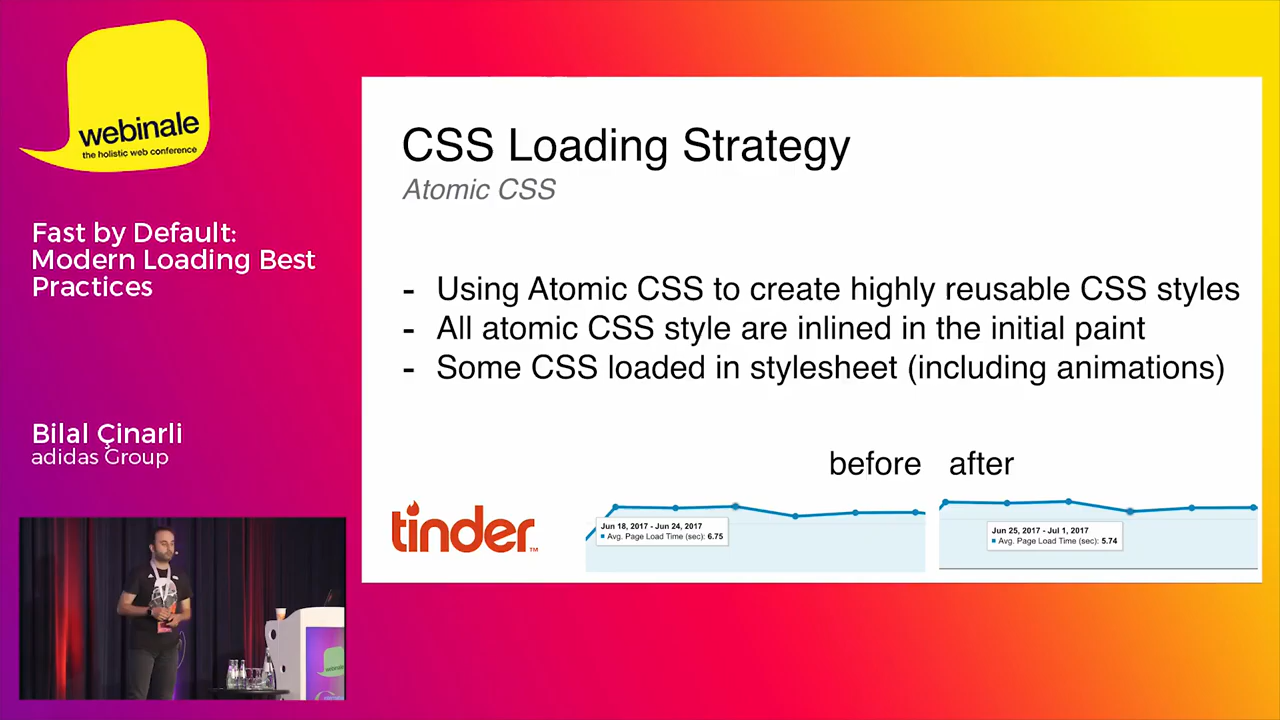 webinale
the holistic web conference
Fast by Default:
Modern Loading Best
Practices
Bilal Çinarli
adidas Group
CSS Loading Strategy
Atomic CSS
- Using Atomic CSS to create highly reusable CSS styles
- All atomic CSS style are inlined in the initial paint
- Some CSS loaded in stylesheet (including animations)
before after
tinder™
Jun 18, 2017 - Jun 24, 2017
Avg. Page Load Time (sec): 6.75
Jun 25, 2017 - Jul 1, 2017
Avg. Page Load Time (sec): 5.74
webinale